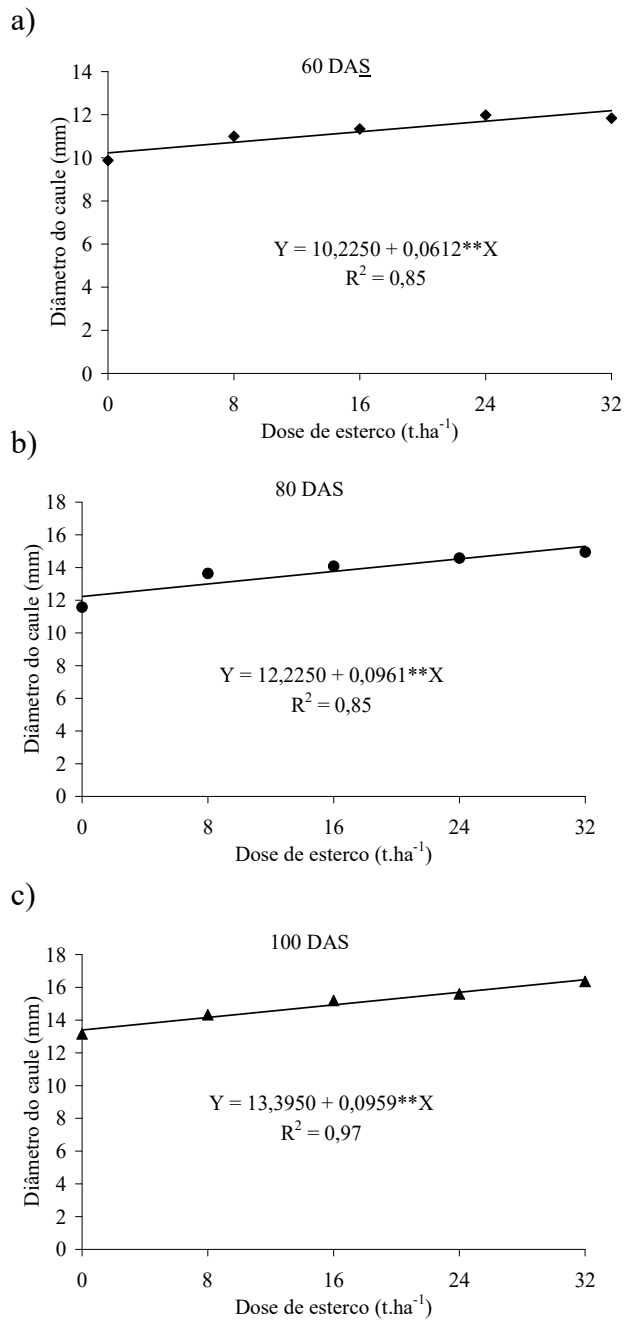 a)
60 DAS
Diâmetro do caule (mm)
14
12
10
8
6
4
2
0
Y = 10,2250 + 0,0612**X
R² = 0,85
0 8 16 24 32
Dose de esterco (t.ha⁻¹)
b)
80 DAS
Diâmetro do caule (mm)
18
16
14
12
10
8
6
4
2
0
Y = 12,2250 + 0,0961**X
R² = 0,85
0 8 16 24 32
Dose de esterco (t.ha⁻¹)
c)
100 DAS
Diâmetro do caule (mm)
18
16
14
12
10
8
6
4
2
0
Y = 13,3950 + 0,0959**X
R² = 0,97
0 8 16 24 32
Dose de esterco (t.ha⁻¹)